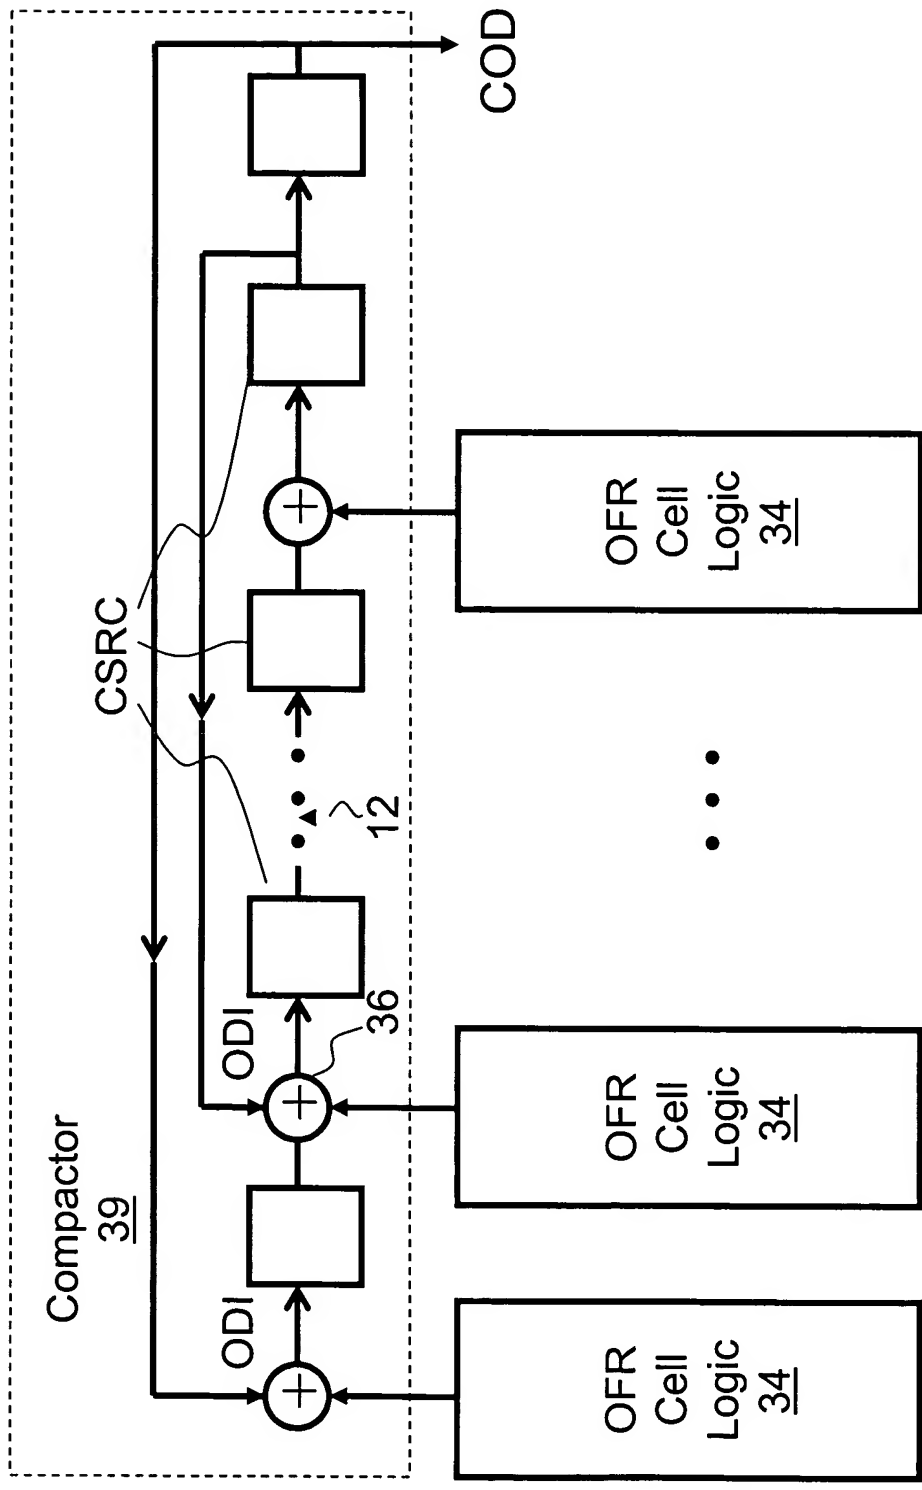 Compactor
39
CSRC
ODI
ODI
36
12
COD
OFR
Cell
Logic
34
OFR
Cell
Logic
34
OFR
Cell
Logic
34